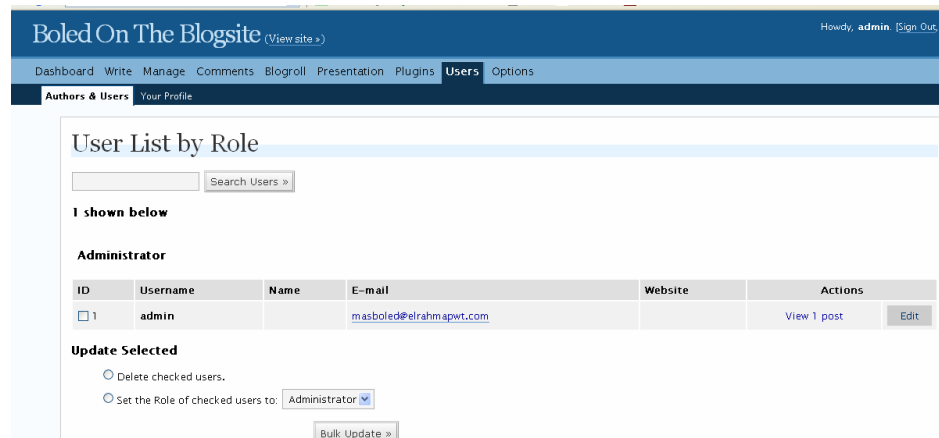 Boled On The Blogsite (View site »)
Howdy, admin. [Sign Out,
Dashboard Write Manage Comments Blogroll Presentation Plugins Users Options
Authors & Users Your Profile
User List by Role
Search Users »
1 shown below
Administrator
ID Username Name E-mail Website Actions
1 admin masboled@elrahmapwt.com View 1 post Edit
Update Selected
Delete checked users.
Set the Role of checked users to: Administrator
Bulk Update »